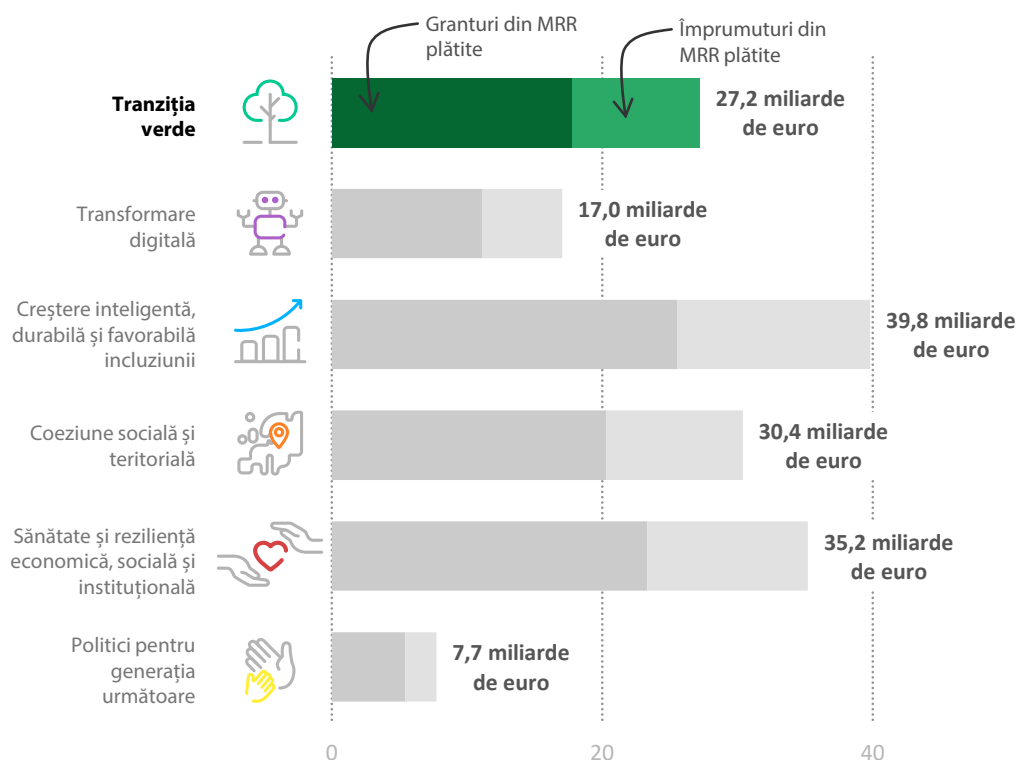 Granturi din MRR
plătite
Împrumuturi din
MRR plătite
Tranziția
verde
27,2 miliarde
de euro
Transformare
digitală
17,0 miliarde
de euro
Creștere inteligentă,
durabilă și favorabilă
incluziunii
39,8 miliarde
de euro
Coeziune socială și
teritorială
30,4 miliarde
de euro
Sănătate și reziliență
economică, socială și
instituțională
35,2 miliarde
de euro
Politici pentru
generația
următoare
7,7 miliarde
de euro
0 20 40